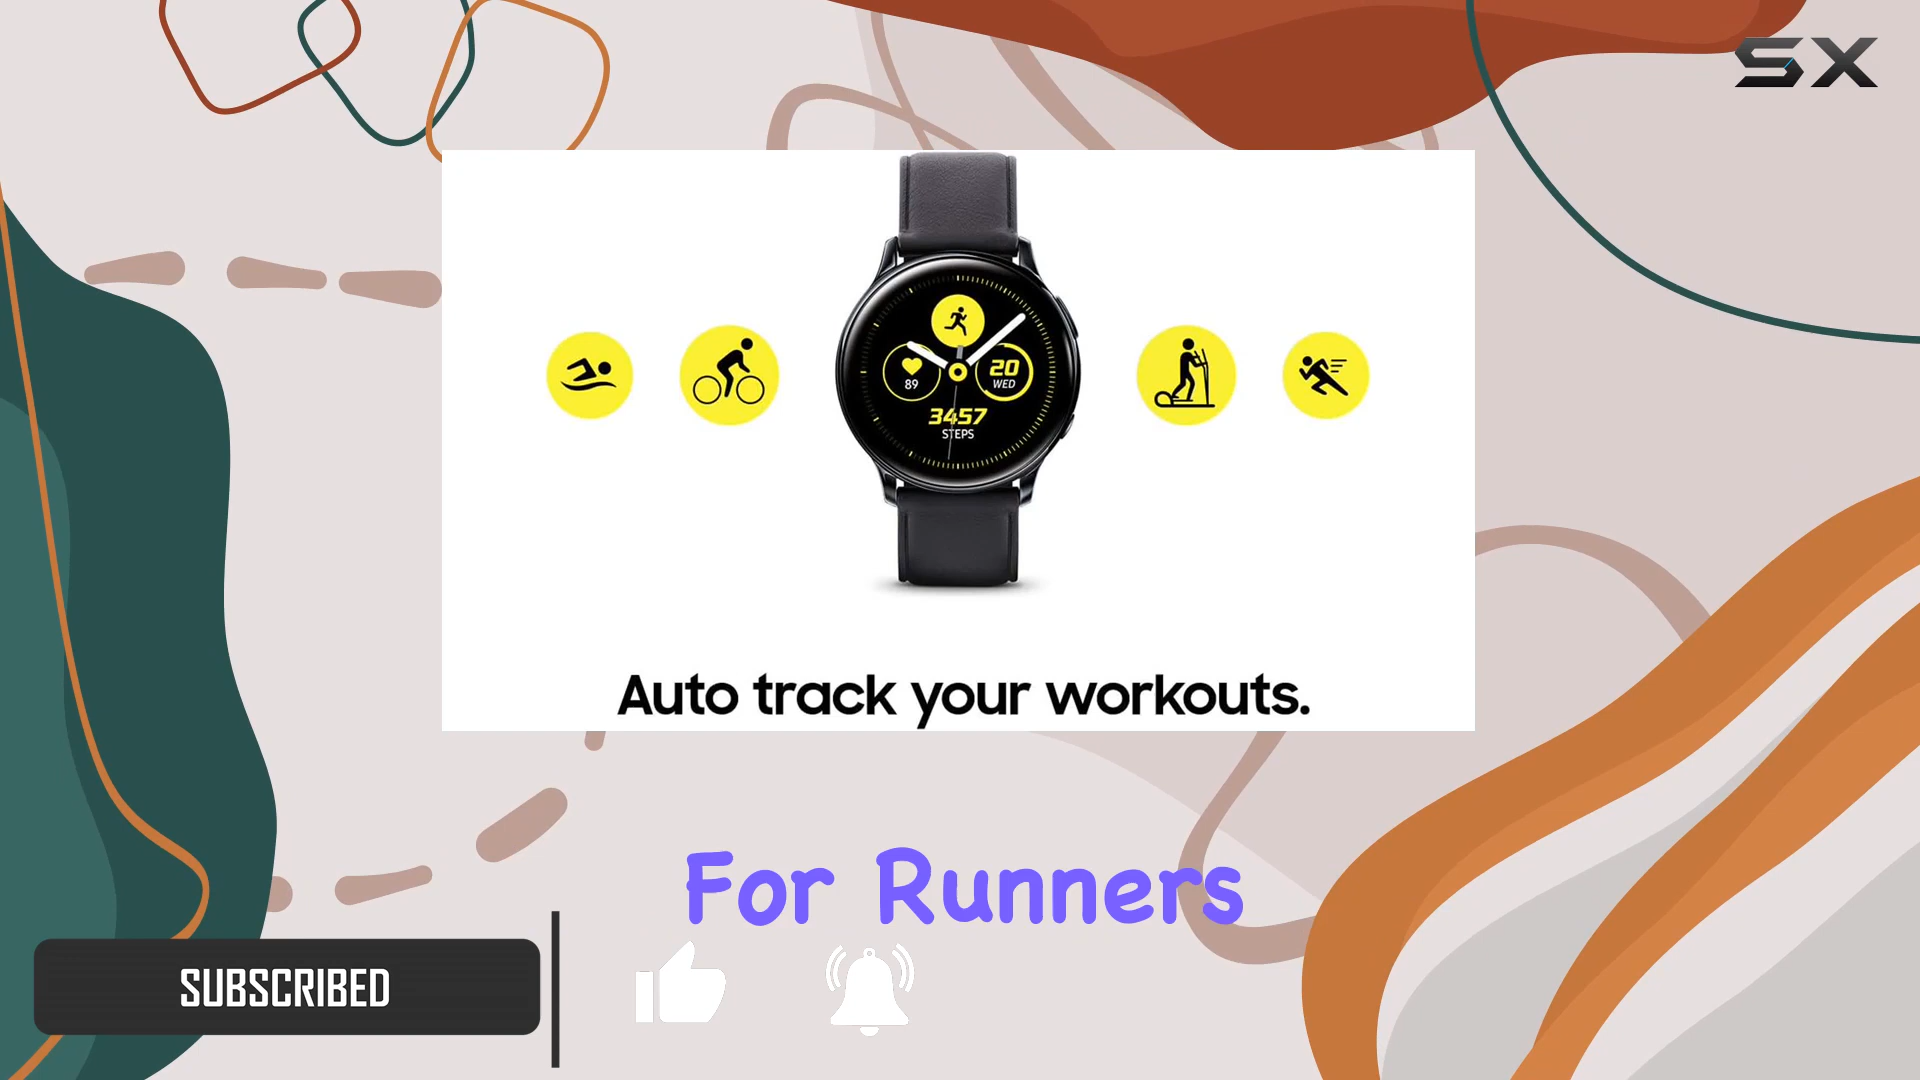 SX
89
20
WED
3457
STEPS
Auto track your workouts.
For Runners
SUBSCRIBED